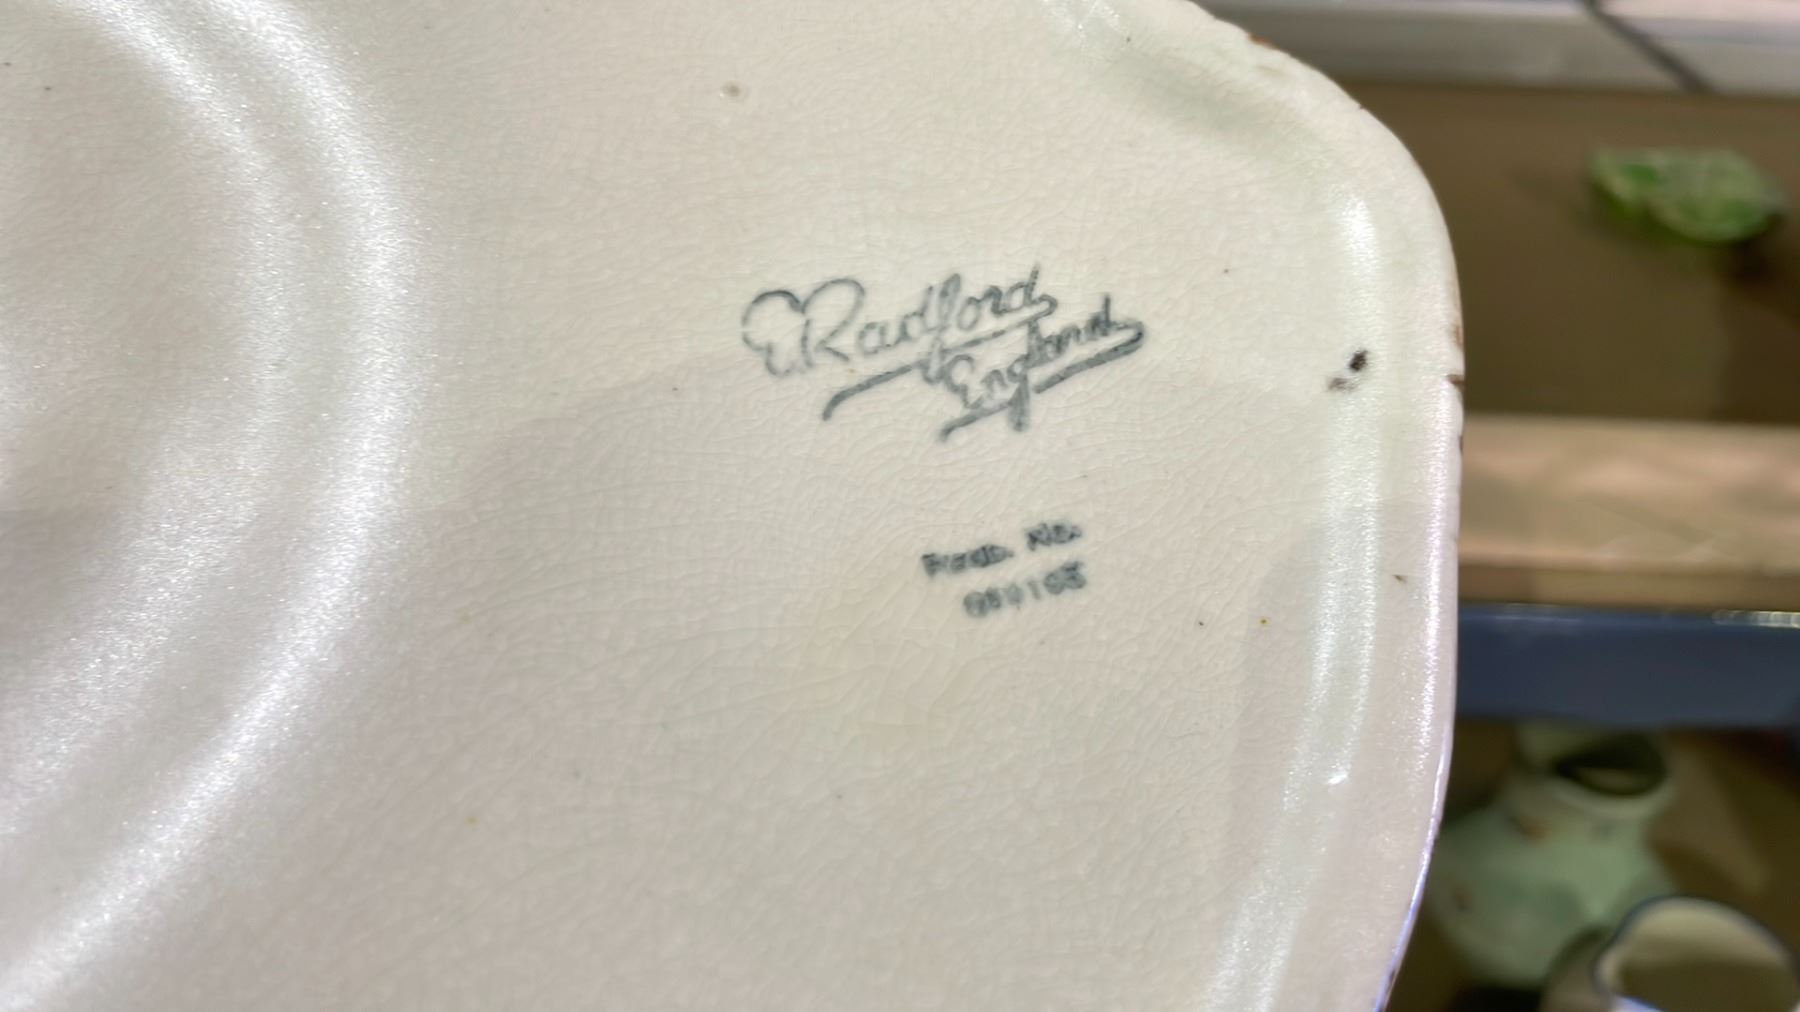 E Radford
England
Regd. No.